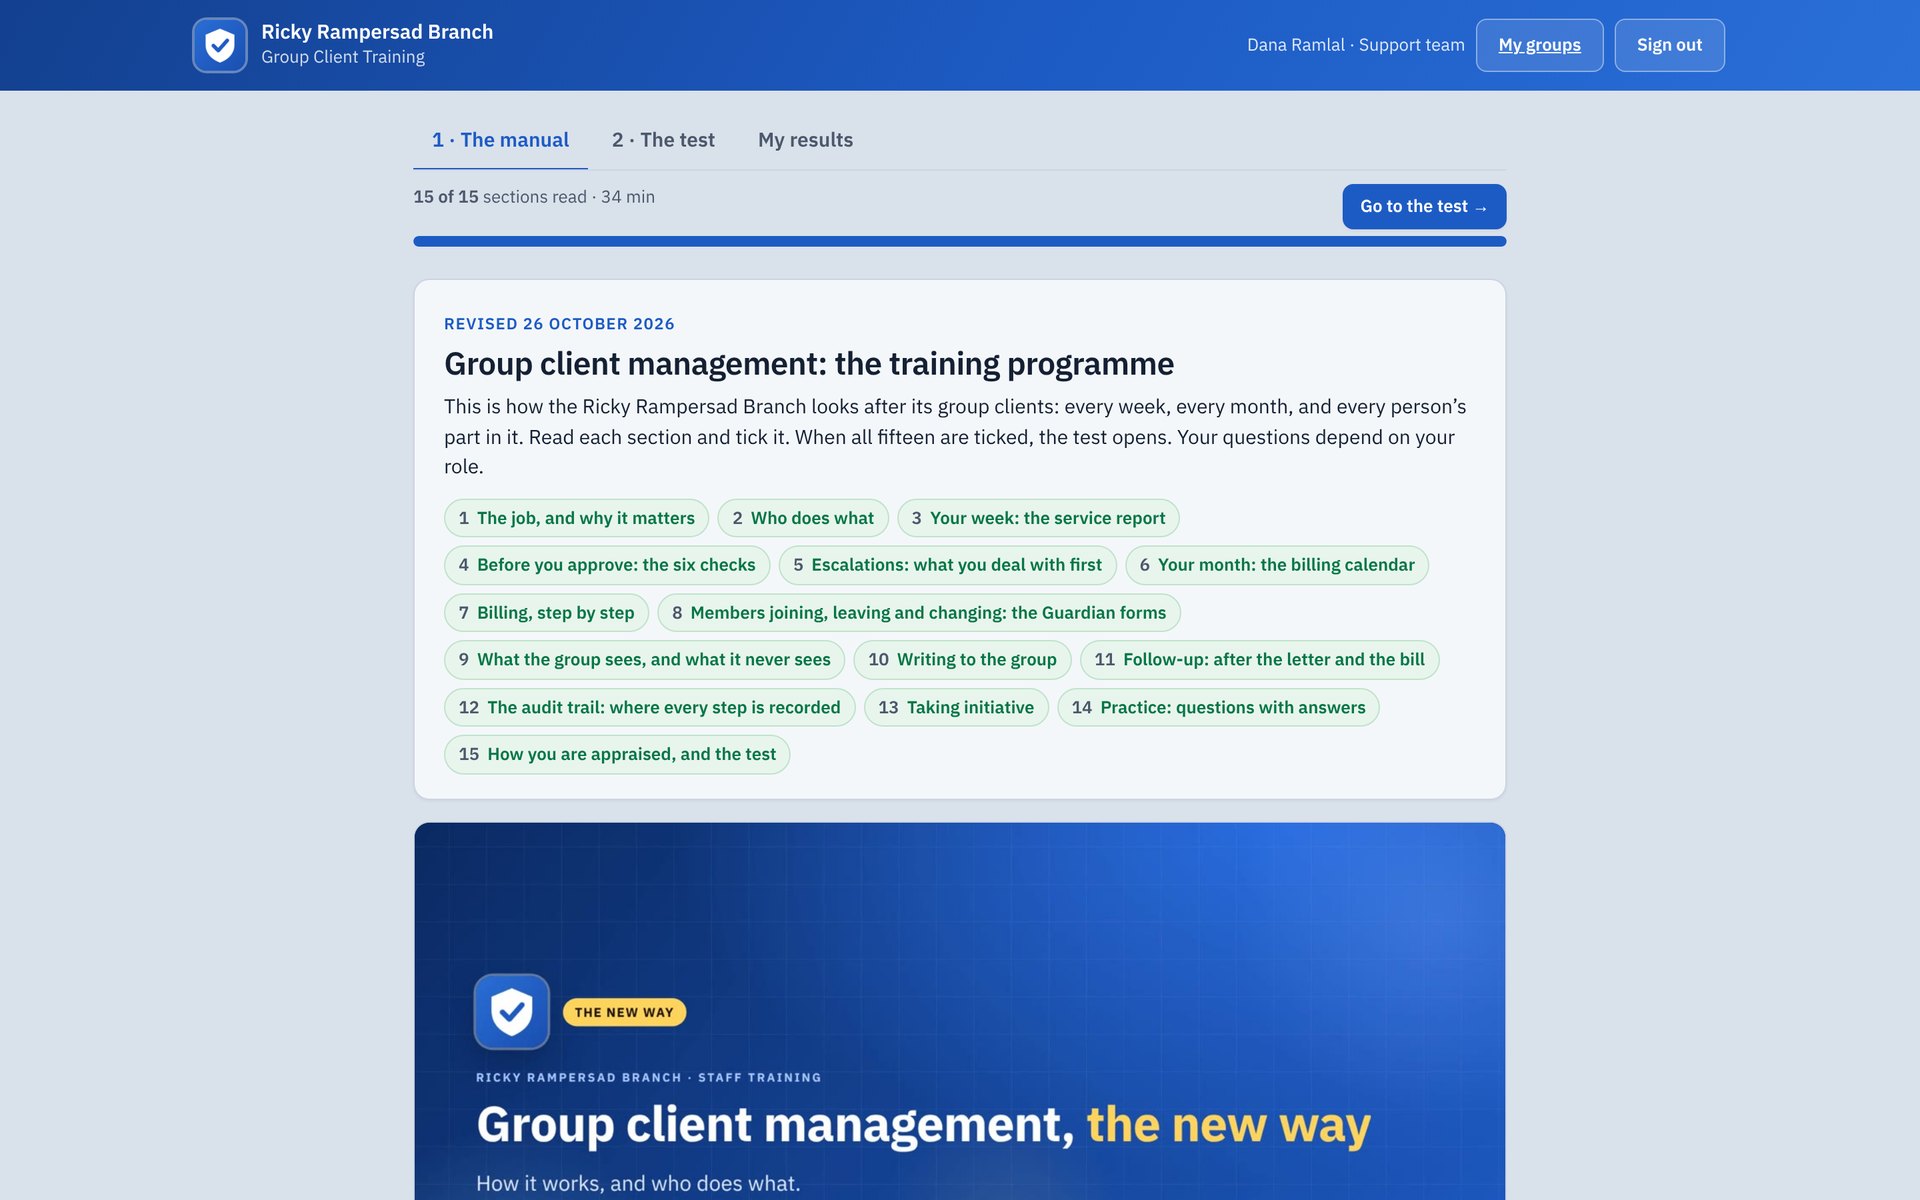 Ricky Rampersad Branch
Group Client Training
Dana Ramlal · Support team
My groups
Sign out
1 · The manual
2 · The test
My results
15 of 15 sections read · 34 min
Go to the test →
REVISED 26 OCTOBER 2026
Group client management: the training programme
This is how the Ricky Rampersad Branch looks after its group clients: every week, every month, and every person’s
part in it. Read each section and tick it. When all fifteen are ticked, the test opens. Your questions depend on your
role.
1 The job, and why it matters
2 Who does what
3 Your week: the service report
4 Before you approve: the six checks
5 Escalations: what you deal with first
6 Your month: the billing calendar
7 Billing, step by step
8 Members joining, leaving and changing: the Guardian forms
9 What the group sees, and what it never sees
10 Writing to the group
11 Follow-up: after the letter and the bill
12 The audit trail: where every step is recorded
13 Taking initiative
14 Practice: questions with answers
15 How you are appraised, and the test
THE NEW WAY
RICKY RAMPERSAD BRANCH · STAFF TRAINING
Group client management, the new way
How it works, and who does what.